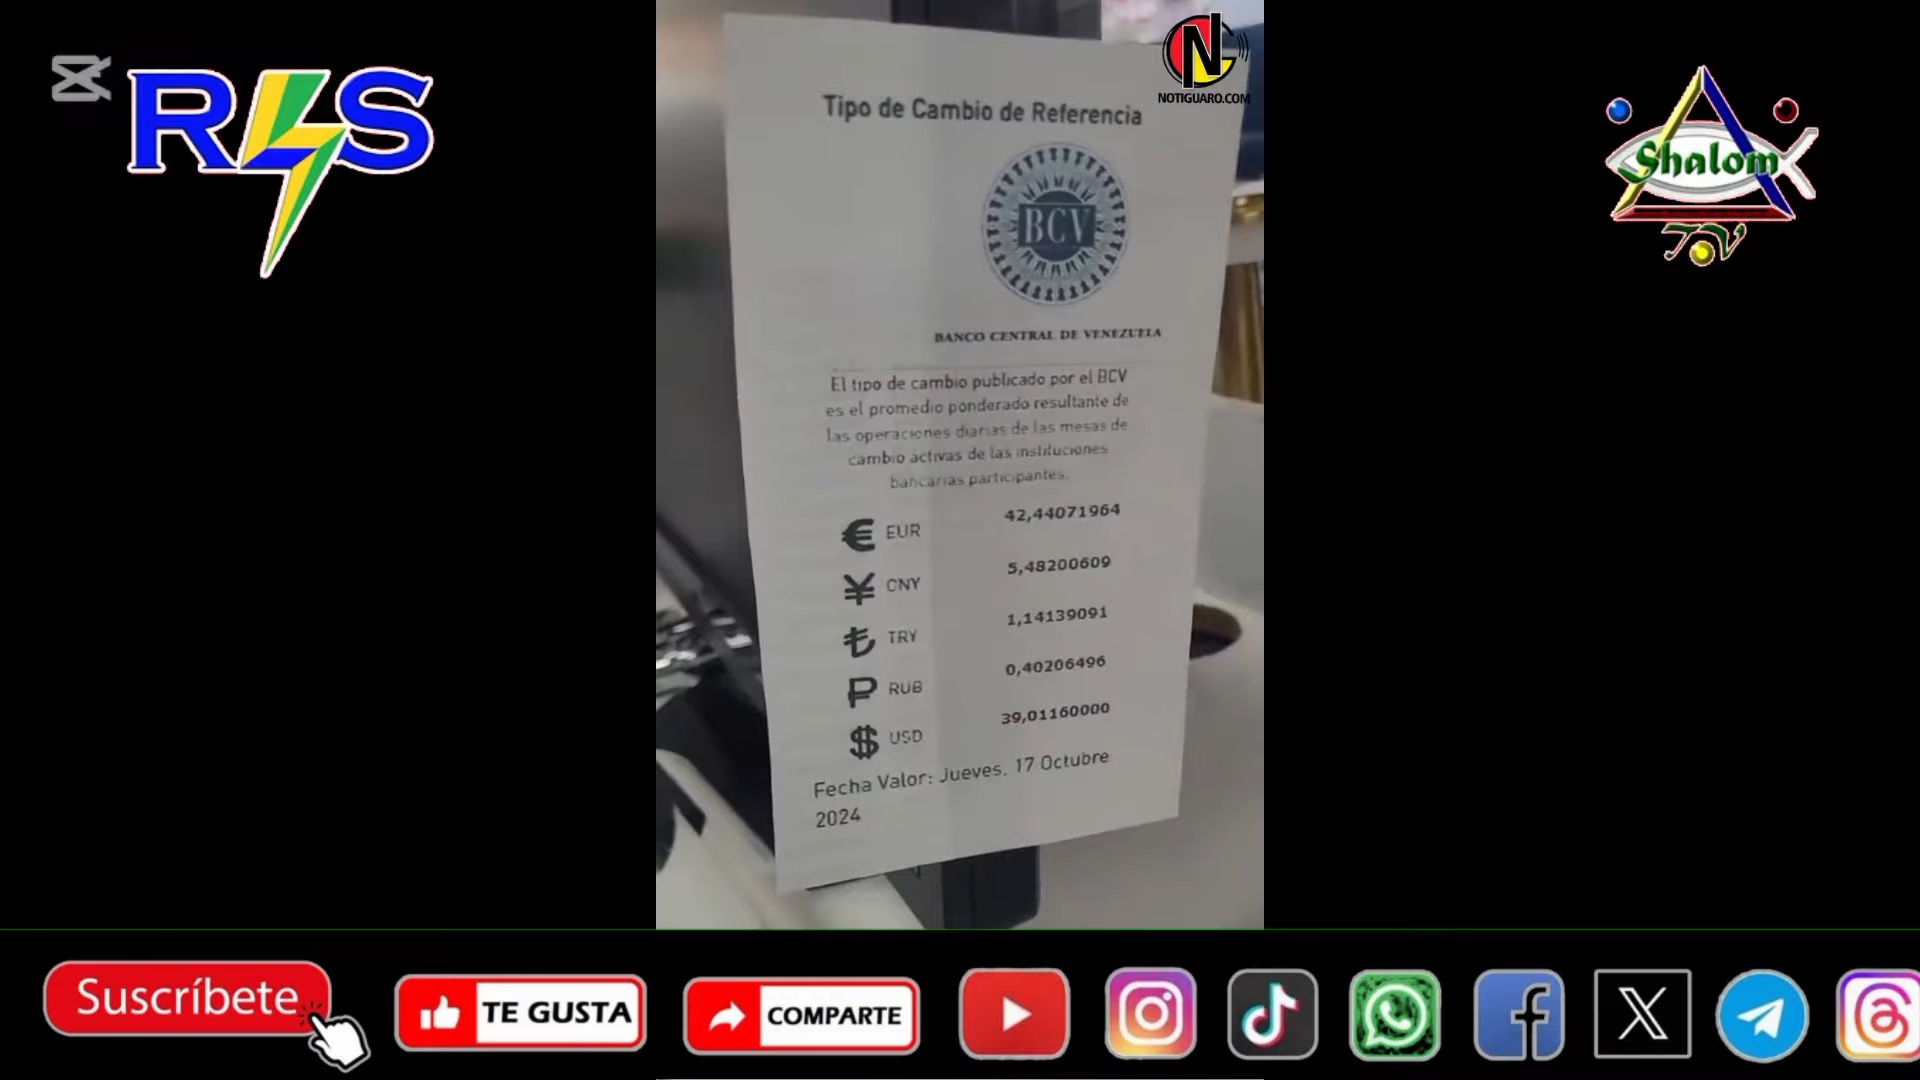 RLS
NG
NOTIGUARO.COM
Shalom
TV
Tipo de Cambio de Referencia
BCV
BANCO CENTRAL DE VENEZUELA
El tipo de cambio publicado por el BCV
es el promedio ponderado resultante de
las operaciones diarias de las mesas de
cambio activas de las instituciones
bancarias participantes.
€ EUR 42,44071964
¥ CNY 5,48200609
₺ TRY 1,14139091
₽ RUB 0,40206496
$ USD 39,01160000
Fecha Valor: Jueves, 17 Octubre
2024
Suscríbete
TE GUSTA
COMPARTE